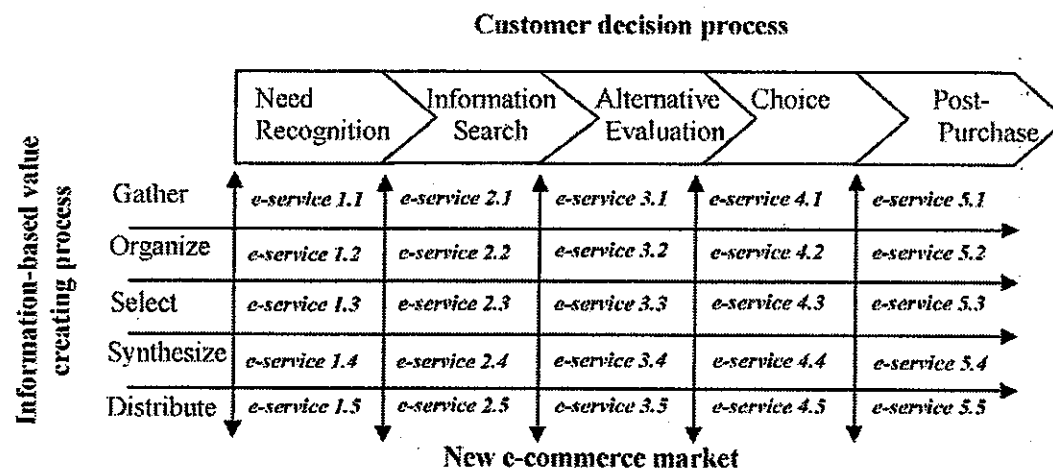 Customer decision process
Need Recognition
Information Search
Alternative Evaluation
Choice
Post-Purchase
Information-based value creating process
Gather e-service 1.1 e-service 2.1 e-service 3.1 e-service 4.1 e-service 5.1
Organize e-service 1.2 e-service 2.2 e-service 3.2 e-service 4.2 e-service 5.2
Select e-service 1.3 e-service 2.3 e-service 3.3 e-service 4.3 e-service 5.3
Synthesize e-service 1.4 e-service 2.4 e-service 3.4 e-service 4.4 e-service 5.4
Distribute e-service 1.5 e-service 2.5 e-service 3.5 e-service 4.5 e-service 5.5
New e-commerce market